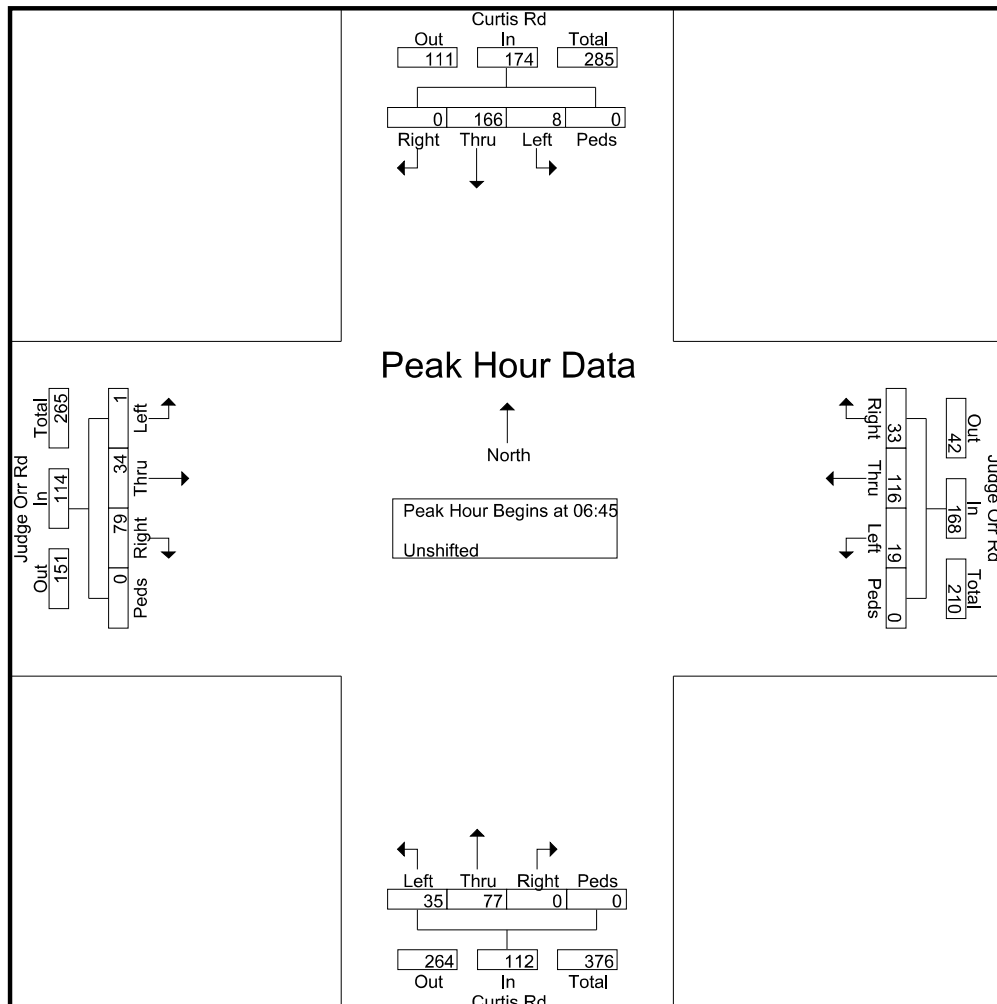 Curtis Rd
Out In Total
111 174 285
0 166 8 0
Right Thru Left Peds
Peak Hour Data
North
Peak Hour Begins at 06:45
Unshifted
Judge Orr Rd
Out In Total
151 114 265
1 34 79 0
Left Thru Right Peds
Judge Orr Rd
Out In Total
42 168 210
33 116 19 0
Right Thru Left Peds
Left Thru Right Peds
35 77 0 0
264 112 376
Out In Total
Curtis Rd